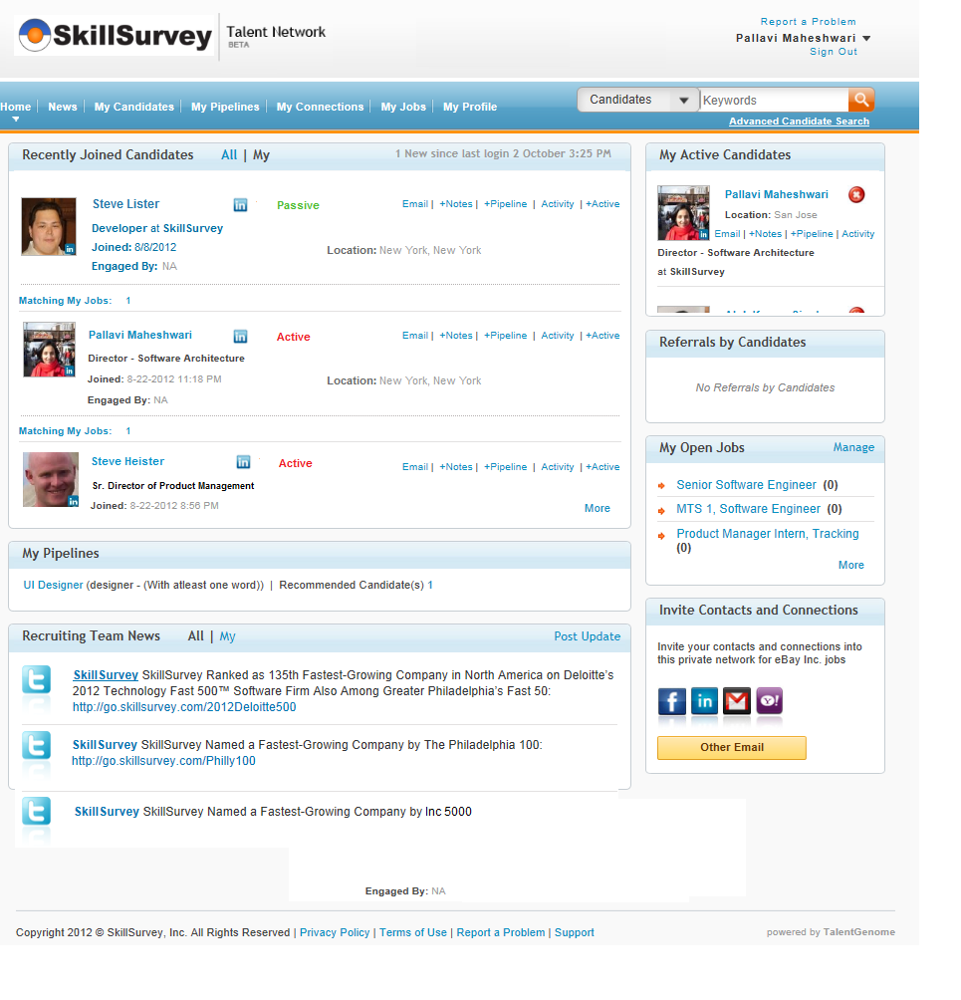 SkillSurvey Talent Network
BETA
Report a Problem
Pallavi Maheshwari
Sign Out
Home News My Candidates My Pipelines My Connections My Jobs My Profile
Candidates Keywords
Advanced Candidate Search
Recently Joined Candidates All | My 1 New since last login 2 October 3:25 PM
Steve Lister in Passive Email | +Notes | +Pipeline | Activity | +Active
Developer at SkillSurvey
Joined: 8/8/2012 Location: New York, New York
Engaged By: NA
in
Matching My Jobs: 1
Pallavi Maheshwari in Active Email | +Notes | +Pipeline | Activity | +Active
Director - Software Architecture
Joined: 8-22-2012 11:18 PM Location: New York, New York
in
Engaged By: NA
Matching My Jobs: 1
Steve Heister in Active Email | +Notes | +Pipeline | Activity | +Active
Sr. Director of Product Management
in
Joined: 8-22-2012 8:56 PM More
My Pipelines
UI Designer (designer - (With atleast one word)) | Recommended Candidate(s) 1
Recruiting Team News All | My Post Update
SkillSurvey SkillSurvey Ranked as 135th Fastest-Growing Company in North America on Deloitte's
2012 Technology Fast 500™ Software Firm Also Among Greater Philadelphia's Fast 50:
http://go.skillsurvey.com/2012Deloitte500
SkillSurvey SkillSurvey Named a Fastest-Growing Company by The Philadelphia 100:
http://go.skillsurvey.com/Philly100
SkillSurvey SkillSurvey Named a Fastest-Growing Company by Inc 5000
Engaged By: NA
My Active Candidates
Pallavi Maheshwari
Location: San Jose
in
Email | +Notes | +Pipeline | Activity
Director - Software Architecture
at SkillSurvey
Referrals by Candidates
No Referrals by Candidates
My Open Jobs Manage
Senior Software Engineer (0)
MTS 1, Software Engineer (0)
Product Manager Intern, Tracking
(0)
More
Invite Contacts and Connections
Invite your contacts and connections into
this private network for eBay Inc. jobs
f in M Y!
Other Email
Copyright 2012 © SkillSurvey, Inc. All Rights Reserved | Privacy Policy | Terms of Use | Report a Problem | Support powered by TalentGenome